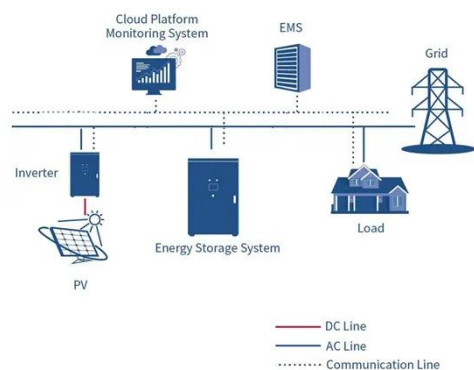 Cloud Platform
Monitoring System
EMS
Grid
Inverter
Energy Storage System
Load
PV
DC Line
AC Line
Communication Line